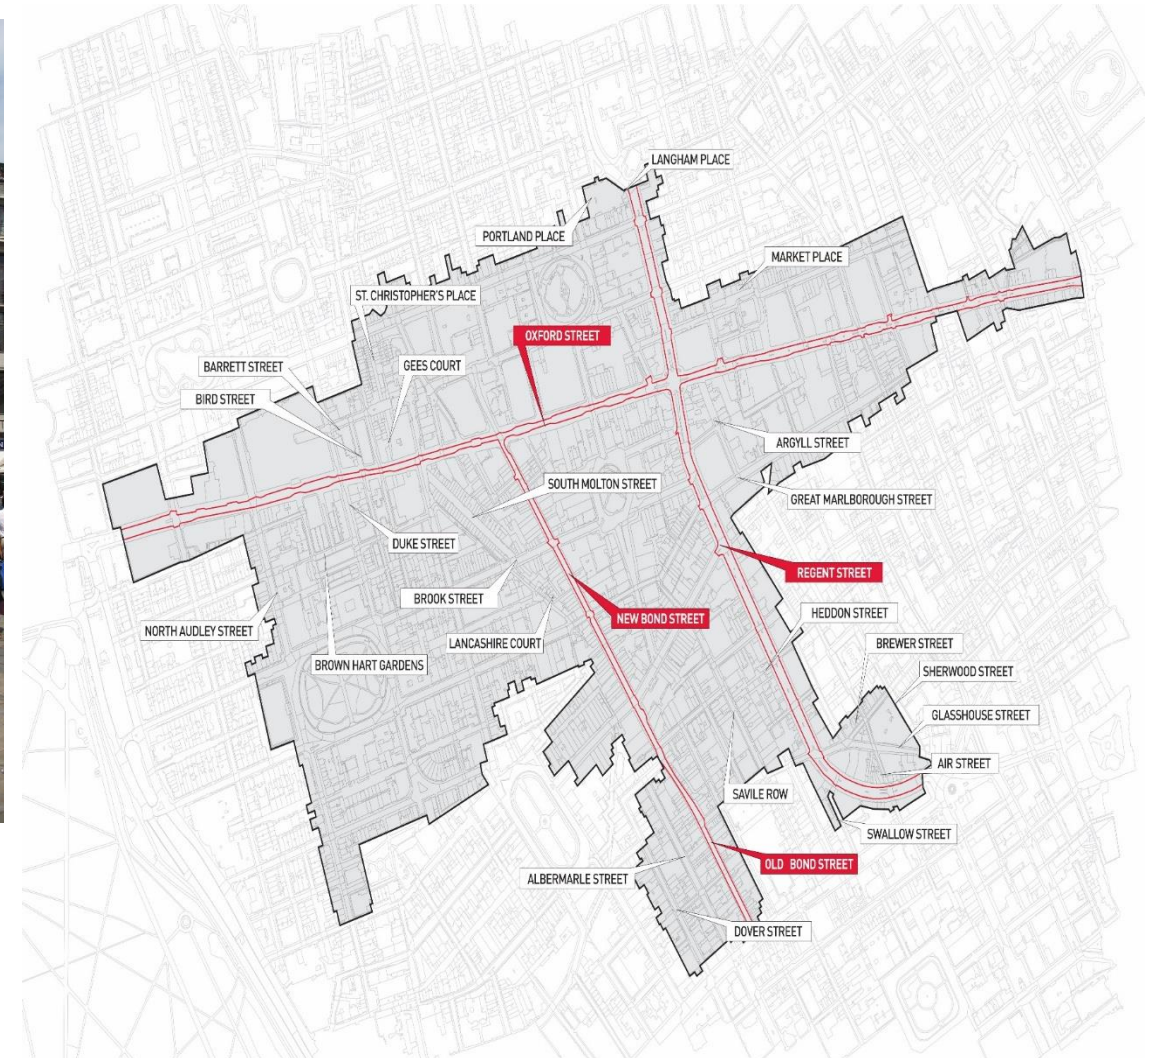 LANGHAM PLACE
PORTLAND PLACE
MARKET PLACE
ST. CHRISTOPHER'S PLACE
OXFORD STREET
BARRETT STREET
GEES COURT
BIRD STREET
ARGYLL STREET
SOUTH MOLTON STREET
GREAT MARLBOROUGH STREET
DUKE STREET
REGENT STREET
BROOK STREET
HEDDON STREET
NEW BOND STREET
NORTH AUDLEY STREET
LANCASHIRE COURT
BREWER STREET
BROWN HART GARDENS
SHERWOOD STREET
GLASSHOUSE STREET
AIR STREET
SAVILE ROW
SWALLOW STREET
OLD BOND STREET
ALBERMARLE STREET
DOVER STREET